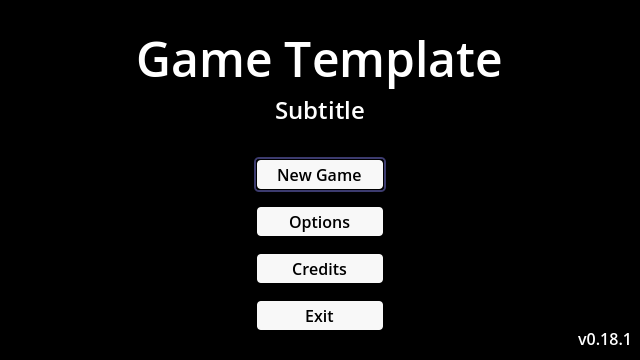 Game Template
Subtitle
New Game
Options
Credits
Exit
v0.18.1